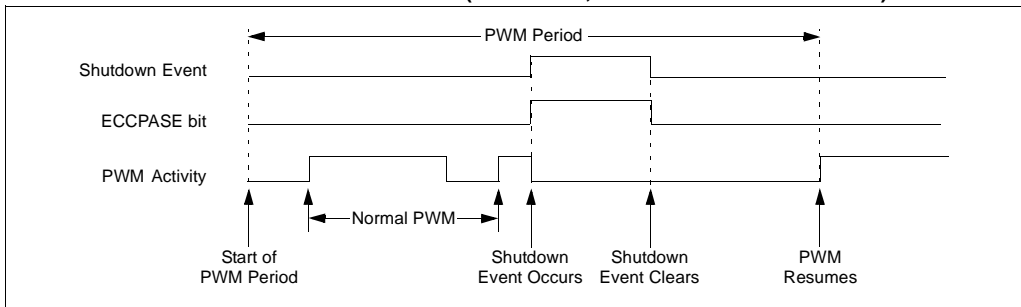 PWM Period
Shutdown Event
ECCPASE bit
PWM Activity
Normal PWM
Start of
PWM Period
Shutdown
Event Occurs
Shutdown
Event Clears
PWM
Resumes